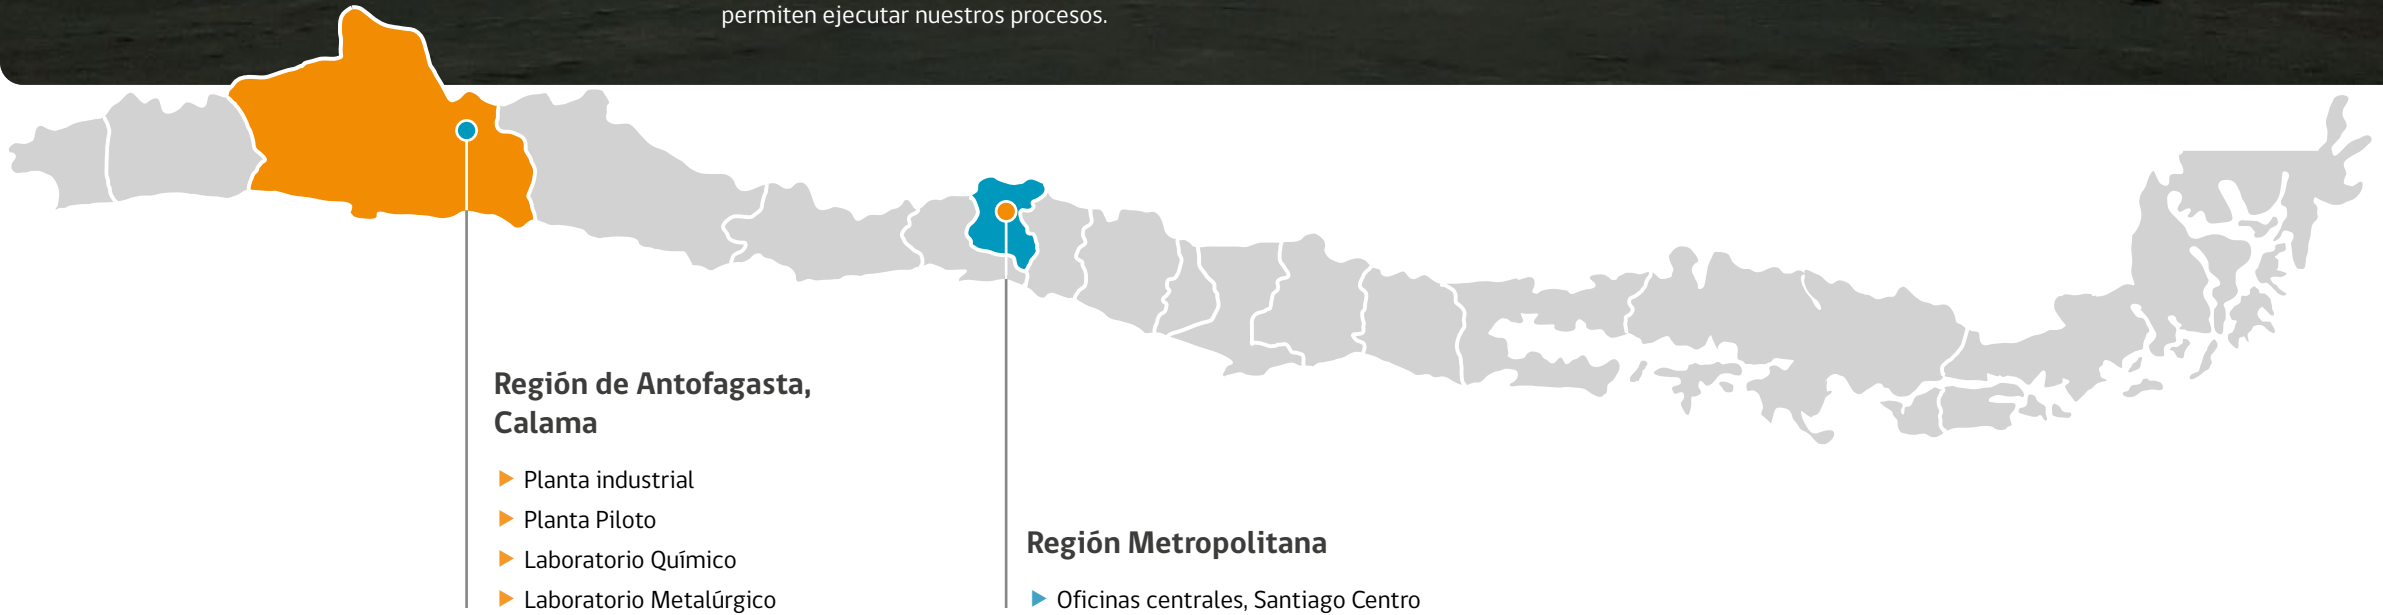 permiten ejecutar nuestros procesos.
Región de Antofagasta,
Calama
Planta industrial
Planta Piloto
Laboratorio Químico
Laboratorio Metalúrgico
Región Metropolitana
Oficinas centrales, Santiago Centro